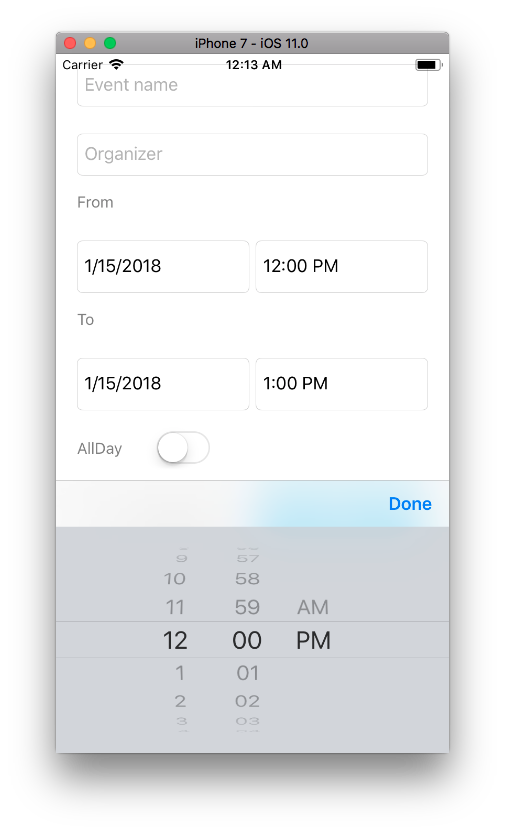 iPhone 7 - iOS 11.0
Carrier 12:13 AM
Event name
Organizer
From
1/15/2018 12:00 PM
To
1/15/2018 1:00 PM
AllDay
Done
9 57
10 58
11 59 AM
12 00 PM
1 01
2 02
3 03